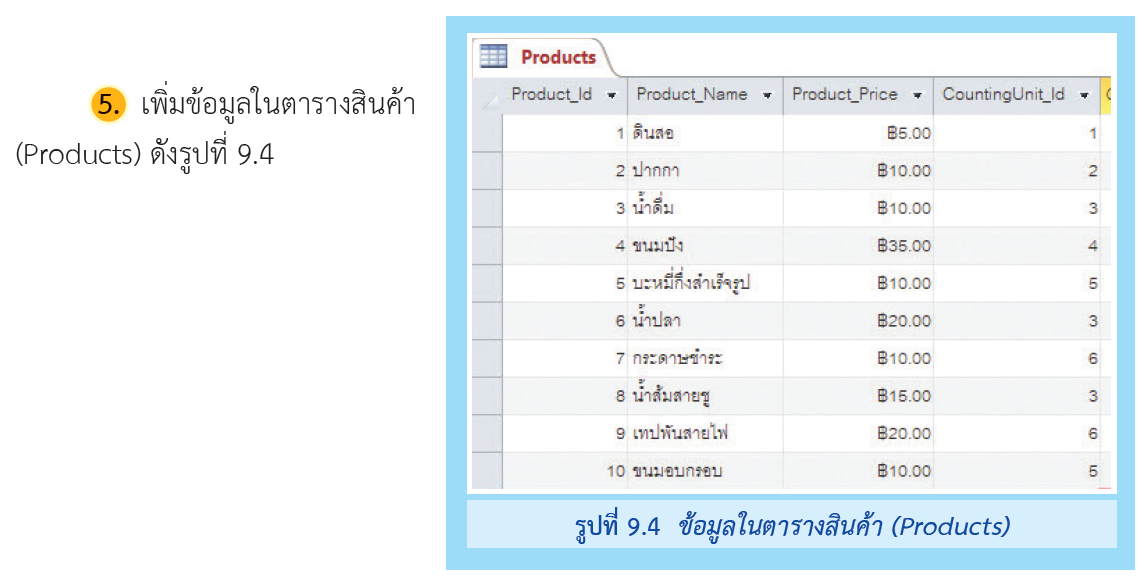 5. เพิ่มข้อมูลในตารางสินค้า
(Products) ดังรูปที่ 9.4
Products
Product_Id Product_Name Product_Price CountingUnit_Id
1 ดินสอ ฿5.00 1
2 ปากกา ฿10.00 2
3 น้ำดื่ม ฿10.00 3
4 ขนมปัง ฿35.00 4
5 บะหมี่กึ่งสำเร็จรูป ฿10.00 5
6 น้ำปลา ฿20.00 3
7 กระดาษชำระ ฿10.00 6
8 น้ำส้มสายชู ฿15.00 3
9 เทปพันสายไฟ ฿20.00 6
10 ขนมอบกรอบ ฿10.00 5
รูปที่ 9.4 ข้อมูลในตารางสินค้า (Products)